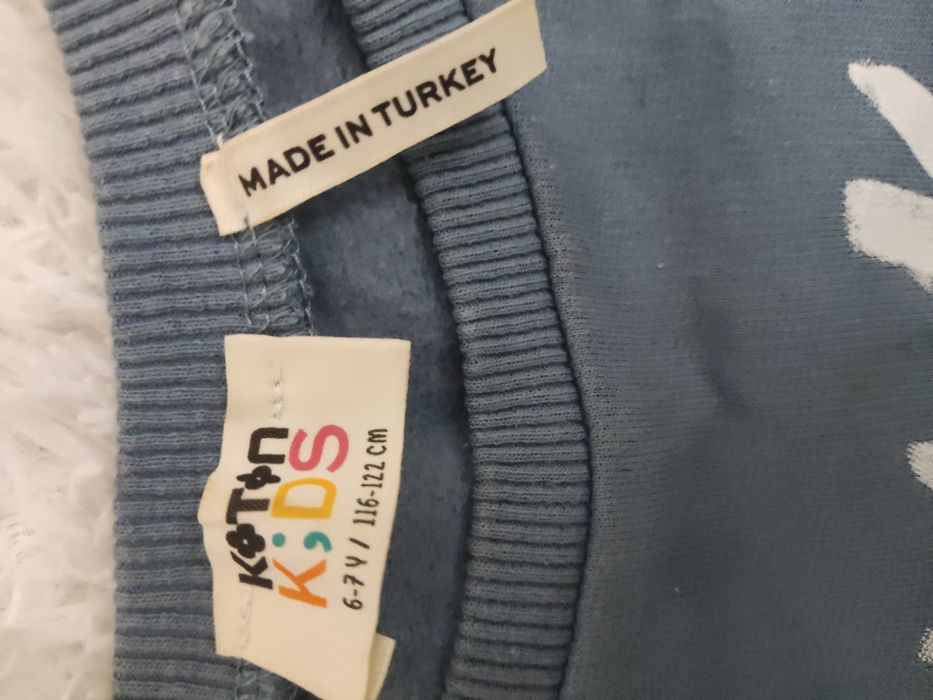 MADE IN TURKEY
KOTON
KiDS
6-7 Y / 116-122 CM